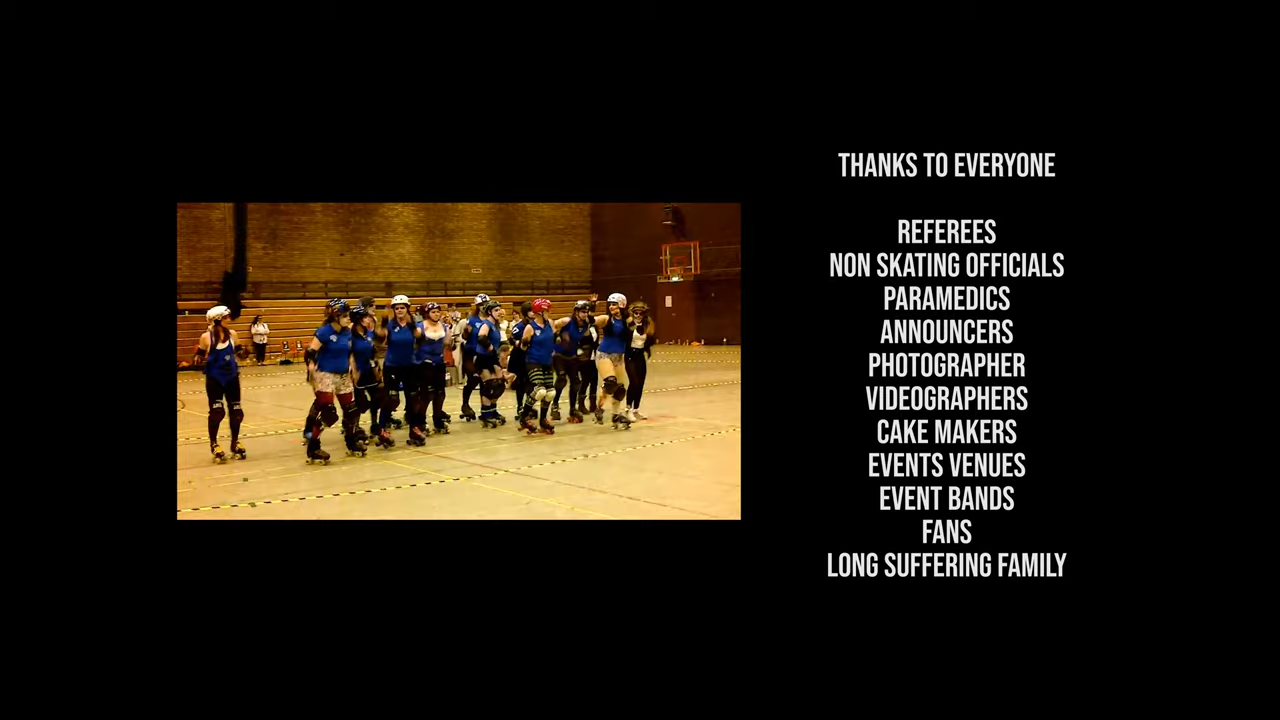 THANKS TO EVERYONE
REFEREES
NON SKATING OFFICIALS
PARAMEDICS
ANNOUNCERS
PHOTOGRAPHER
VIDEOGRAPHERS
CAKE MAKERS
EVENTS VENUES
EVENT BANDS
FANS
LONG SUFFERING FAMILY